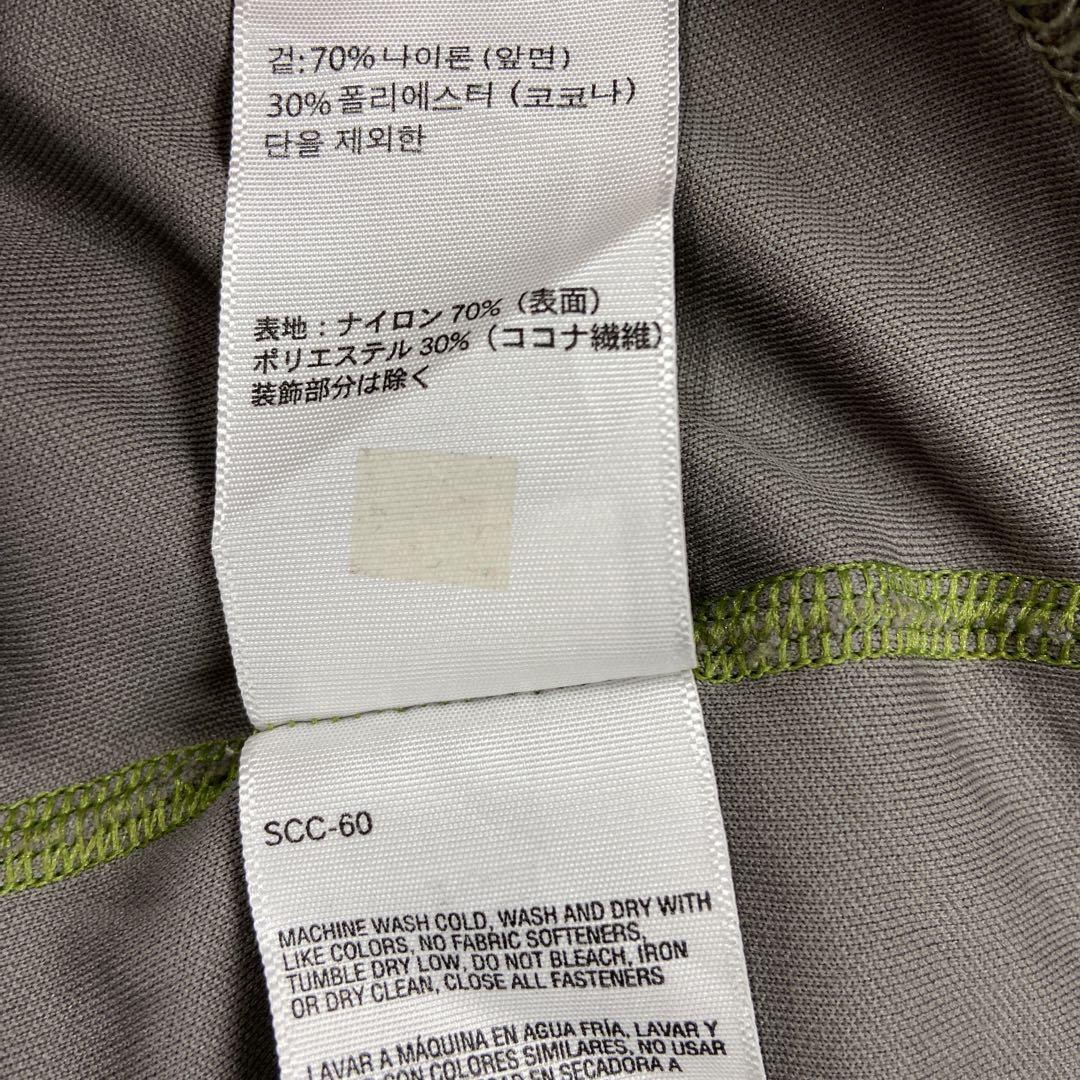 겉:70%나이론 (앞면)
30%폴리에스터 (코코나)
단을 제외한
表地：ナイロン 70%（表面）
ポリエステル 30%（ココナ繊維）
装飾部分は除く
SCC-60
MACHINE WASH COLD, WASH AND DRY WITH
LIKE COLORS, NO FABRIC SOFTENERS,
TUMBLE DRY LOW, DO NOT BLEACH, IRON
OR DRY CLEAN, CLOSE ALL FASTENERS
LAVAR A MÁQUINA EN AGUA FRÍA, LAVAR Y
CON COLORES SIMILARES, NO USAR
EN SECADORA A